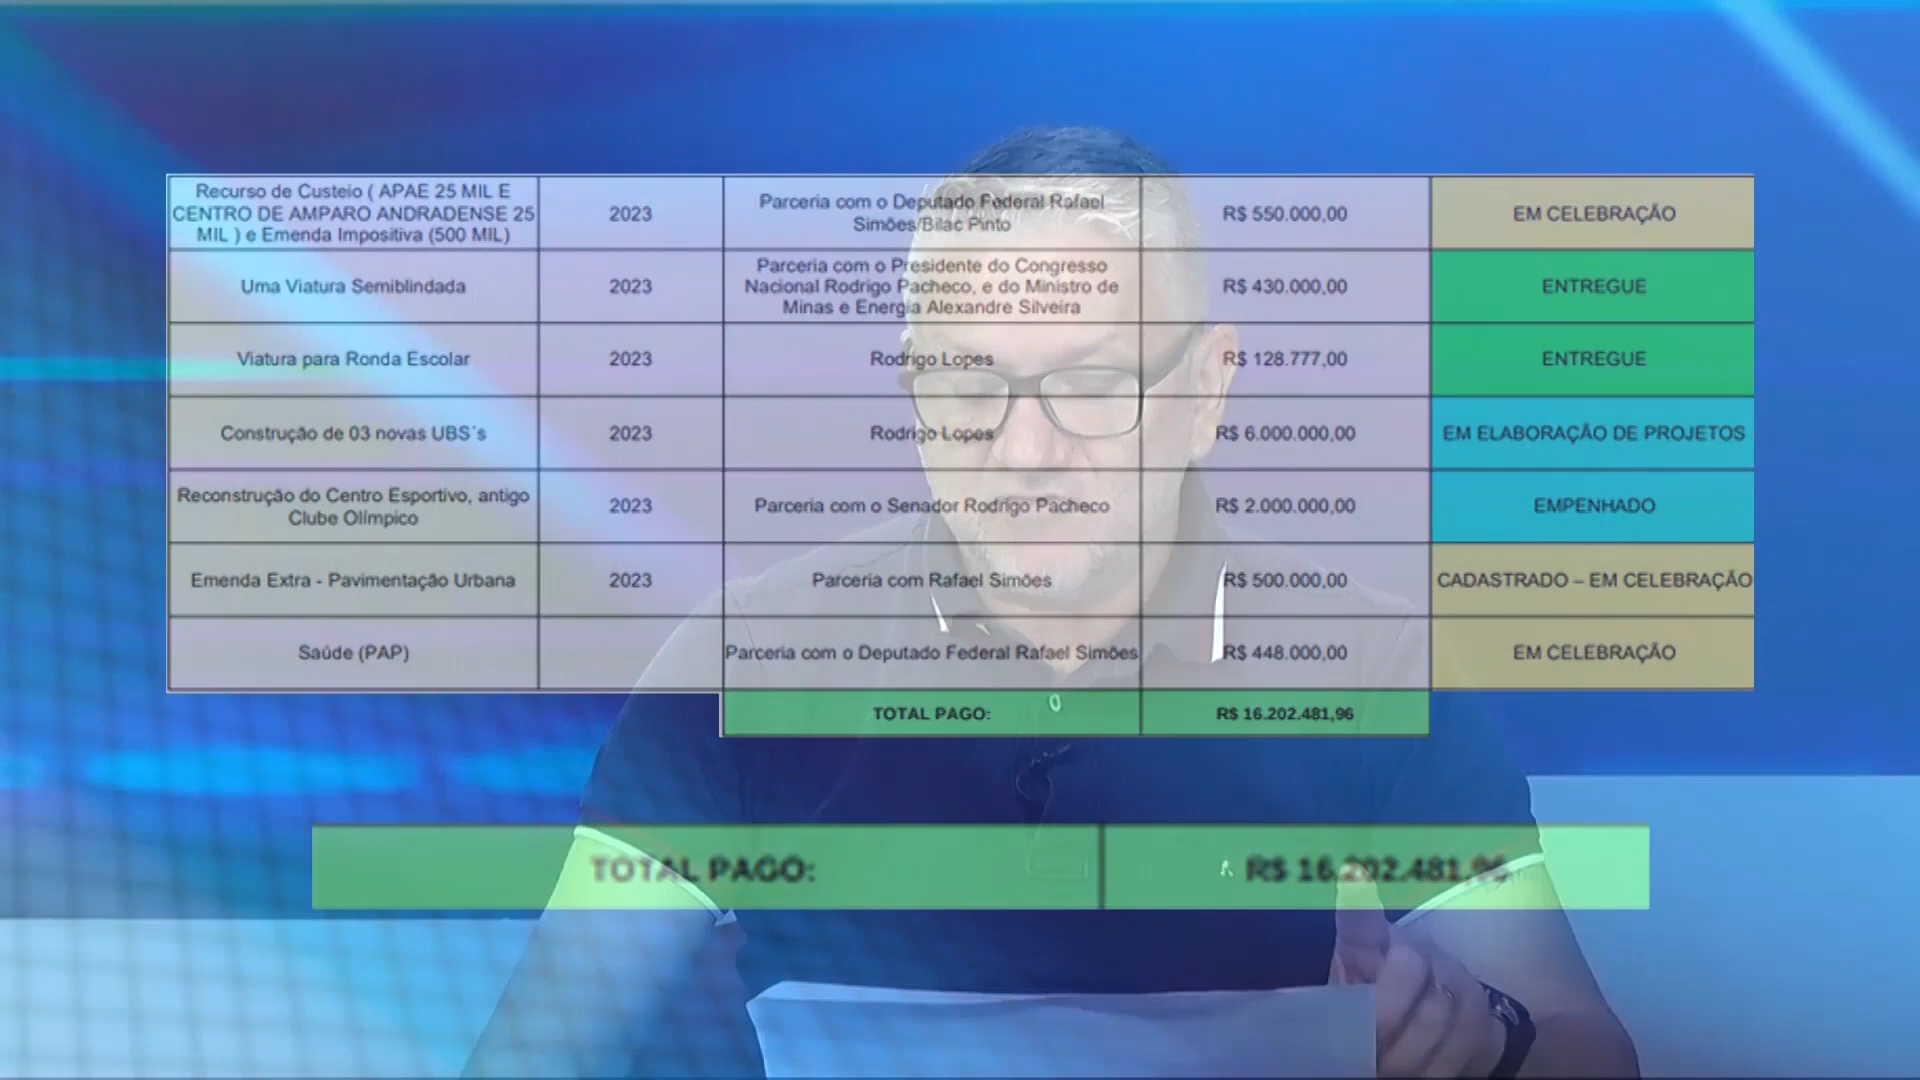 Recurso de Custeio ( APAE 25 MIL E
CENTRO DE AMPARO ANDRADENSE 25
MIL ) e Emenda Impositiva (500 MIL)
2023
Parceria com o Deputado Federal Rafael
Simões/Bilac Pinto
R$ 550.000,00
EM CELEBRAÇÃO
Uma Viatura Semiblindada
2023
Parceria com o Presidente do Congresso
Nacional Rodrigo Pacheco, e do Ministro de
Minas e Energia Alexandre Silveira
R$ 430.000,00
ENTREGUE
Viatura para Ronda Escolar
2023
Rodrigo Lopes
R$ 128.777,00
ENTREGUE
Construção de 03 novas UBS´s
2023
Rodrigo Lopes
R$ 6.000.000,00
EM ELABORAÇÃO DE PROJETOS
Reconstrução do Centro Esportivo, antigo
Clube Olímpico
2023
Parceria com o Senador Rodrigo Pacheco
R$ 2.000.000,00
EMPENHADO
Emenda Extra - Pavimentação Urbana
2023
Parceria com Rafael Simões
R$ 500.000,00
CADASTRADO – EM CELEBRAÇÃO
Saúde (PAP)
Parceria com o Deputado Federal Rafael Simões
R$ 448.000,00
EM CELEBRAÇÃO
TOTAL PAGO:
R$ 16.202.481,96
TOTAL PAGO:
R$ 16.202.481,96